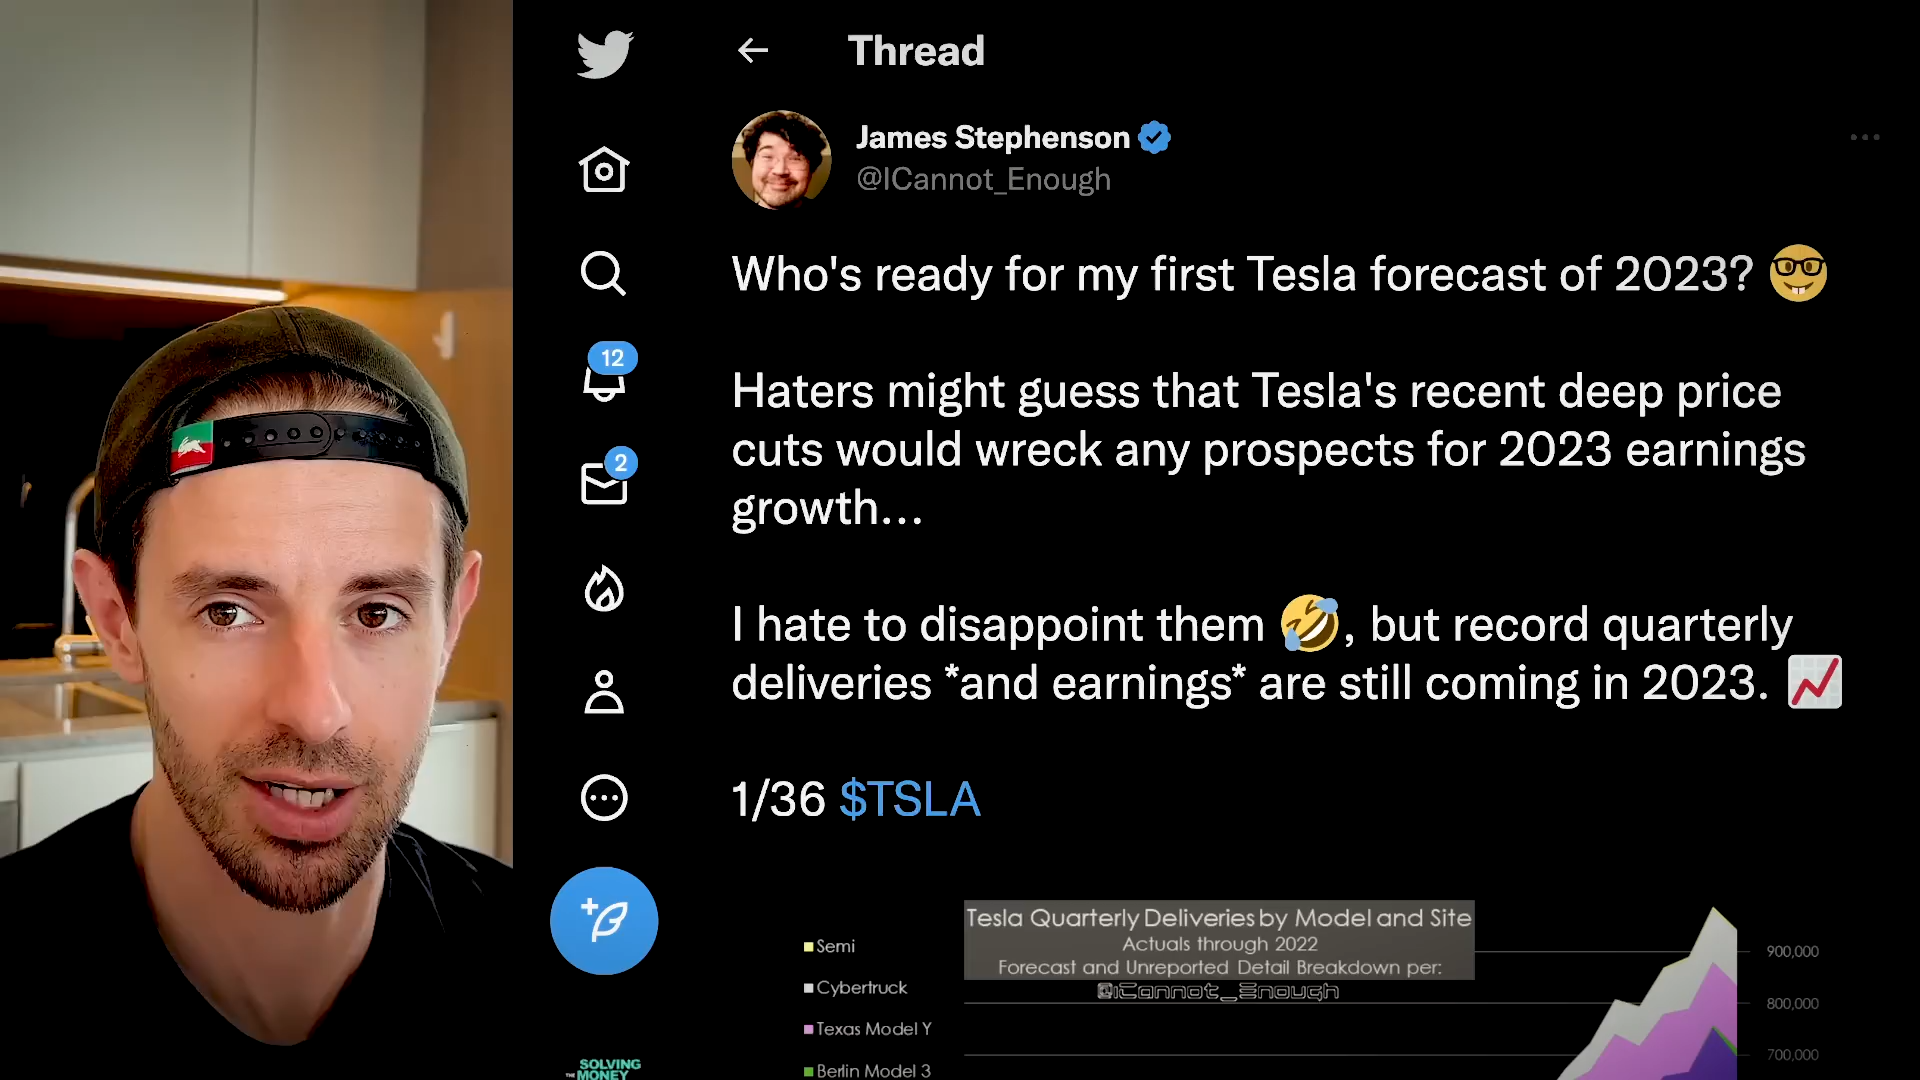 Thread
James Stephenson
@ICannot_Enough
Who's ready for my first Tesla forecast of 2023? 🤓
Haters might guess that Tesla's recent deep price
cuts would wreck any prospects for 2023 earnings
growth...
I hate to disappoint them 🤣, but record quarterly
deliveries *and earnings* are still coming in 2023. 📈
1/36 $TSLA
12
2
Tesla Quarterly Deliveries by Model and Site
Actuals through 2022
Forecast and Unreported Detail Breakdown per:
@iCannot_Enough
Semi
Cybertruck
Texas Model Y
Berlin Model 3
900,000
800,000
700,000
SOLVING
THE MONEY